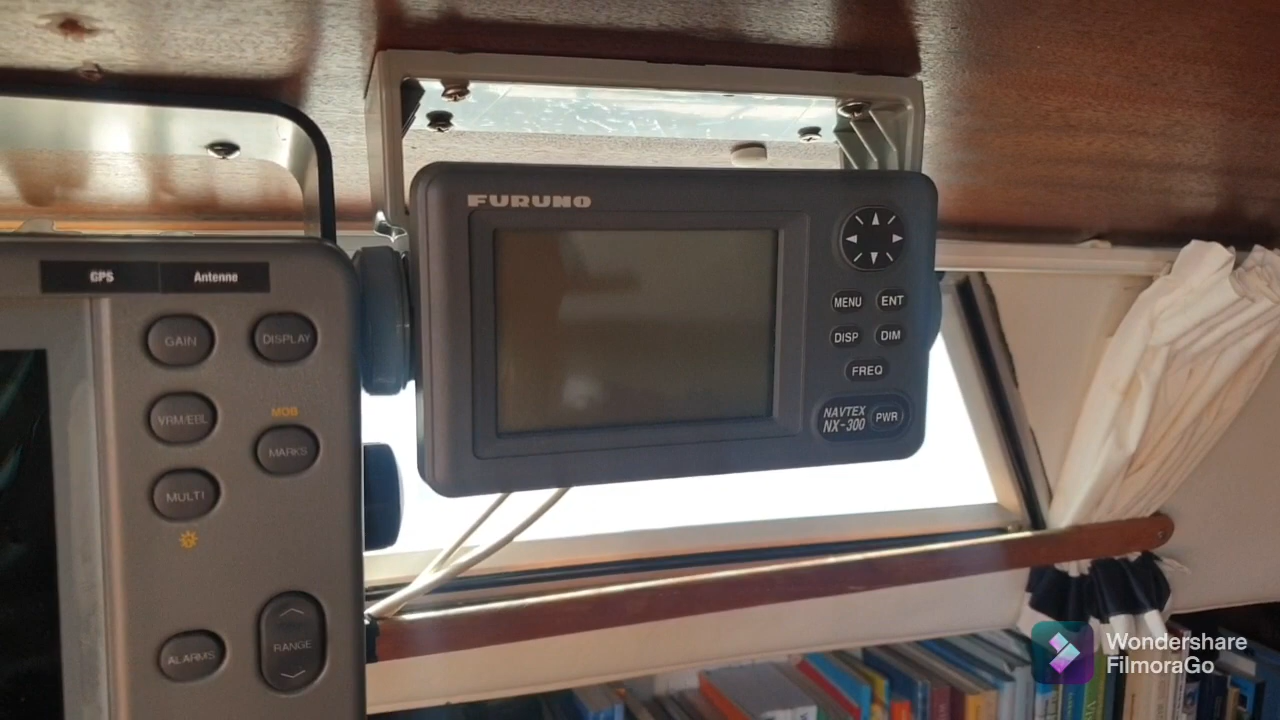 FURUNO
GPS Antenne
GAIN DISPLAY
VRM/EBL MOB
MARKS
MULTI
ALARMS RANGE
MENU ENT
DISP DIM
FREQ
NAVTEX
NX-300 PWR
Wondershare
FilmoraGo